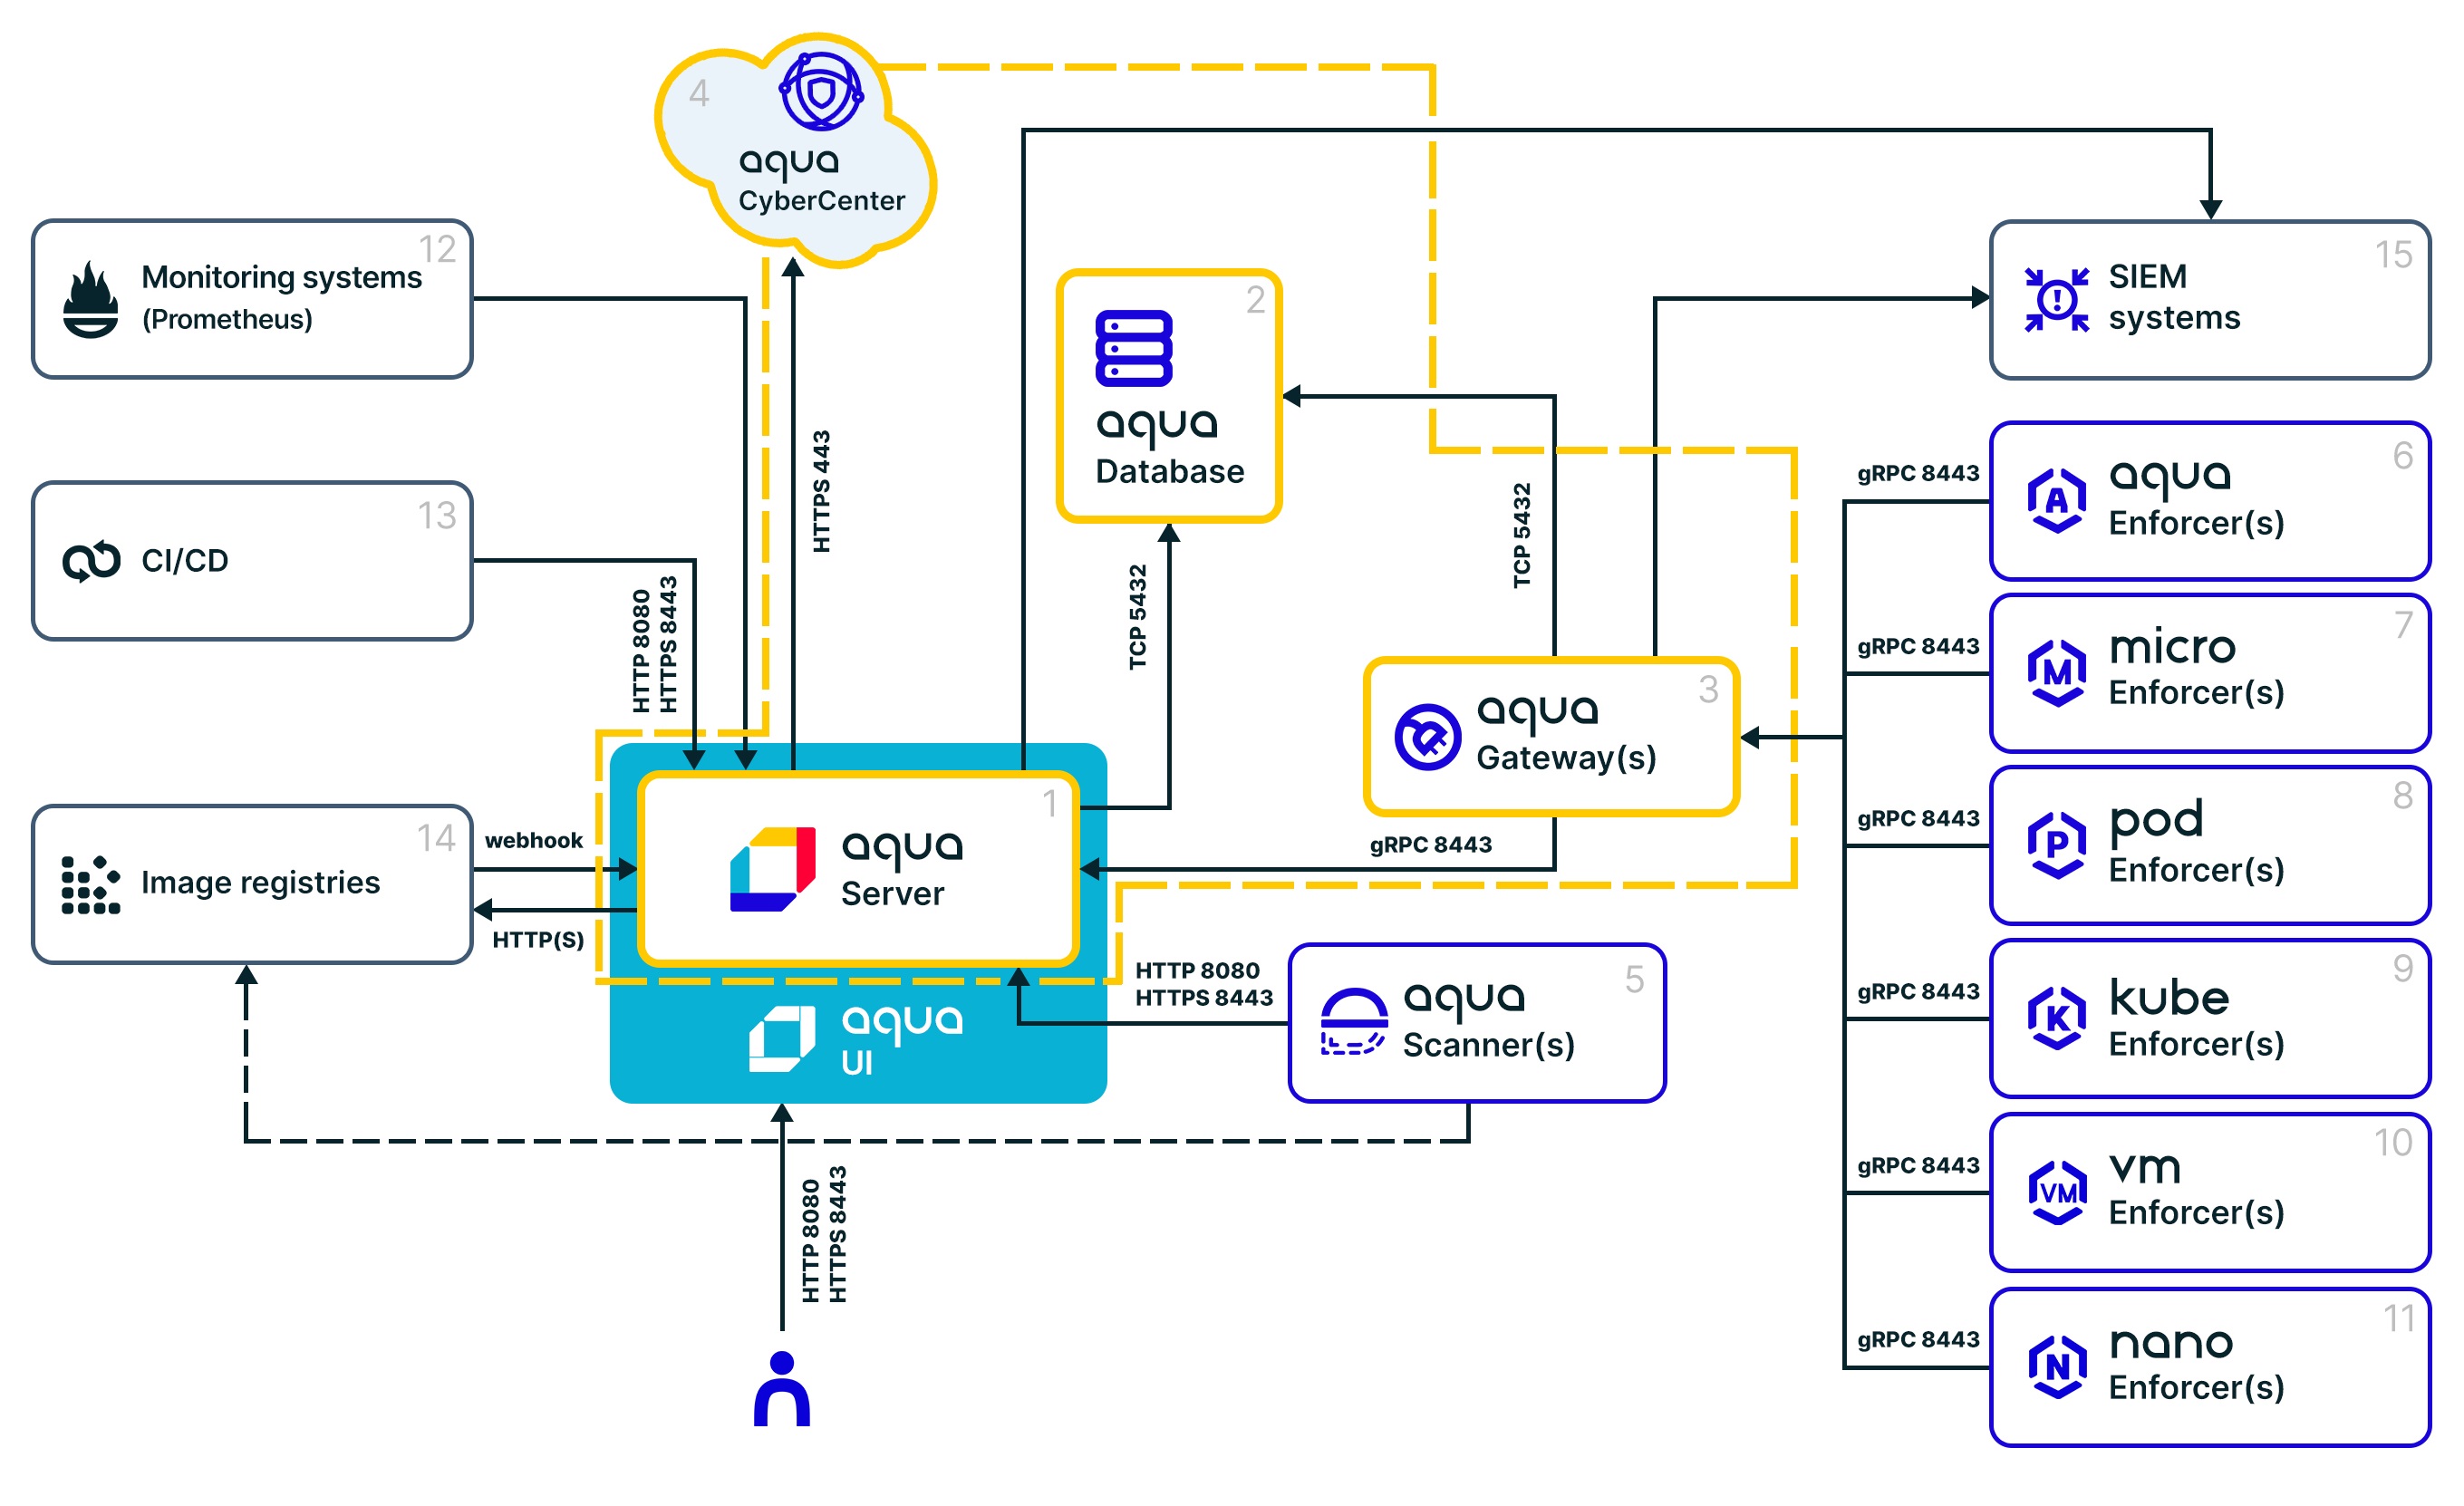 4
aqua
CyberCenter
12
Monitoring systems
(Prometheus)
13
CI/CD
14
Image registries
HTTP 8080
HTTPS 8443
HTTPS 443
webhook
HTTP(S)
2
aqua
Database
TCP 5432
TCP 5432
1
aqua
Server
aqua
UI
HTTP 8080
HTTPS 8443
3
aqua
Gateway(s)
gRPC 8443
HTTP 8080
HTTPS 8443
5
aqua
Scanner(s)
15
SIEM
systems
gRPC 8443
6
A
aqua
Enforcer(s)
gRPC 8443
7
M
micro
Enforcer(s)
gRPC 8443
8
P
pod
Enforcer(s)
gRPC 8443
9
K
kube
Enforcer(s)
gRPC 8443
10
VM
vm
Enforcer(s)
gRPC 8443
11
N
nano
Enforcer(s)